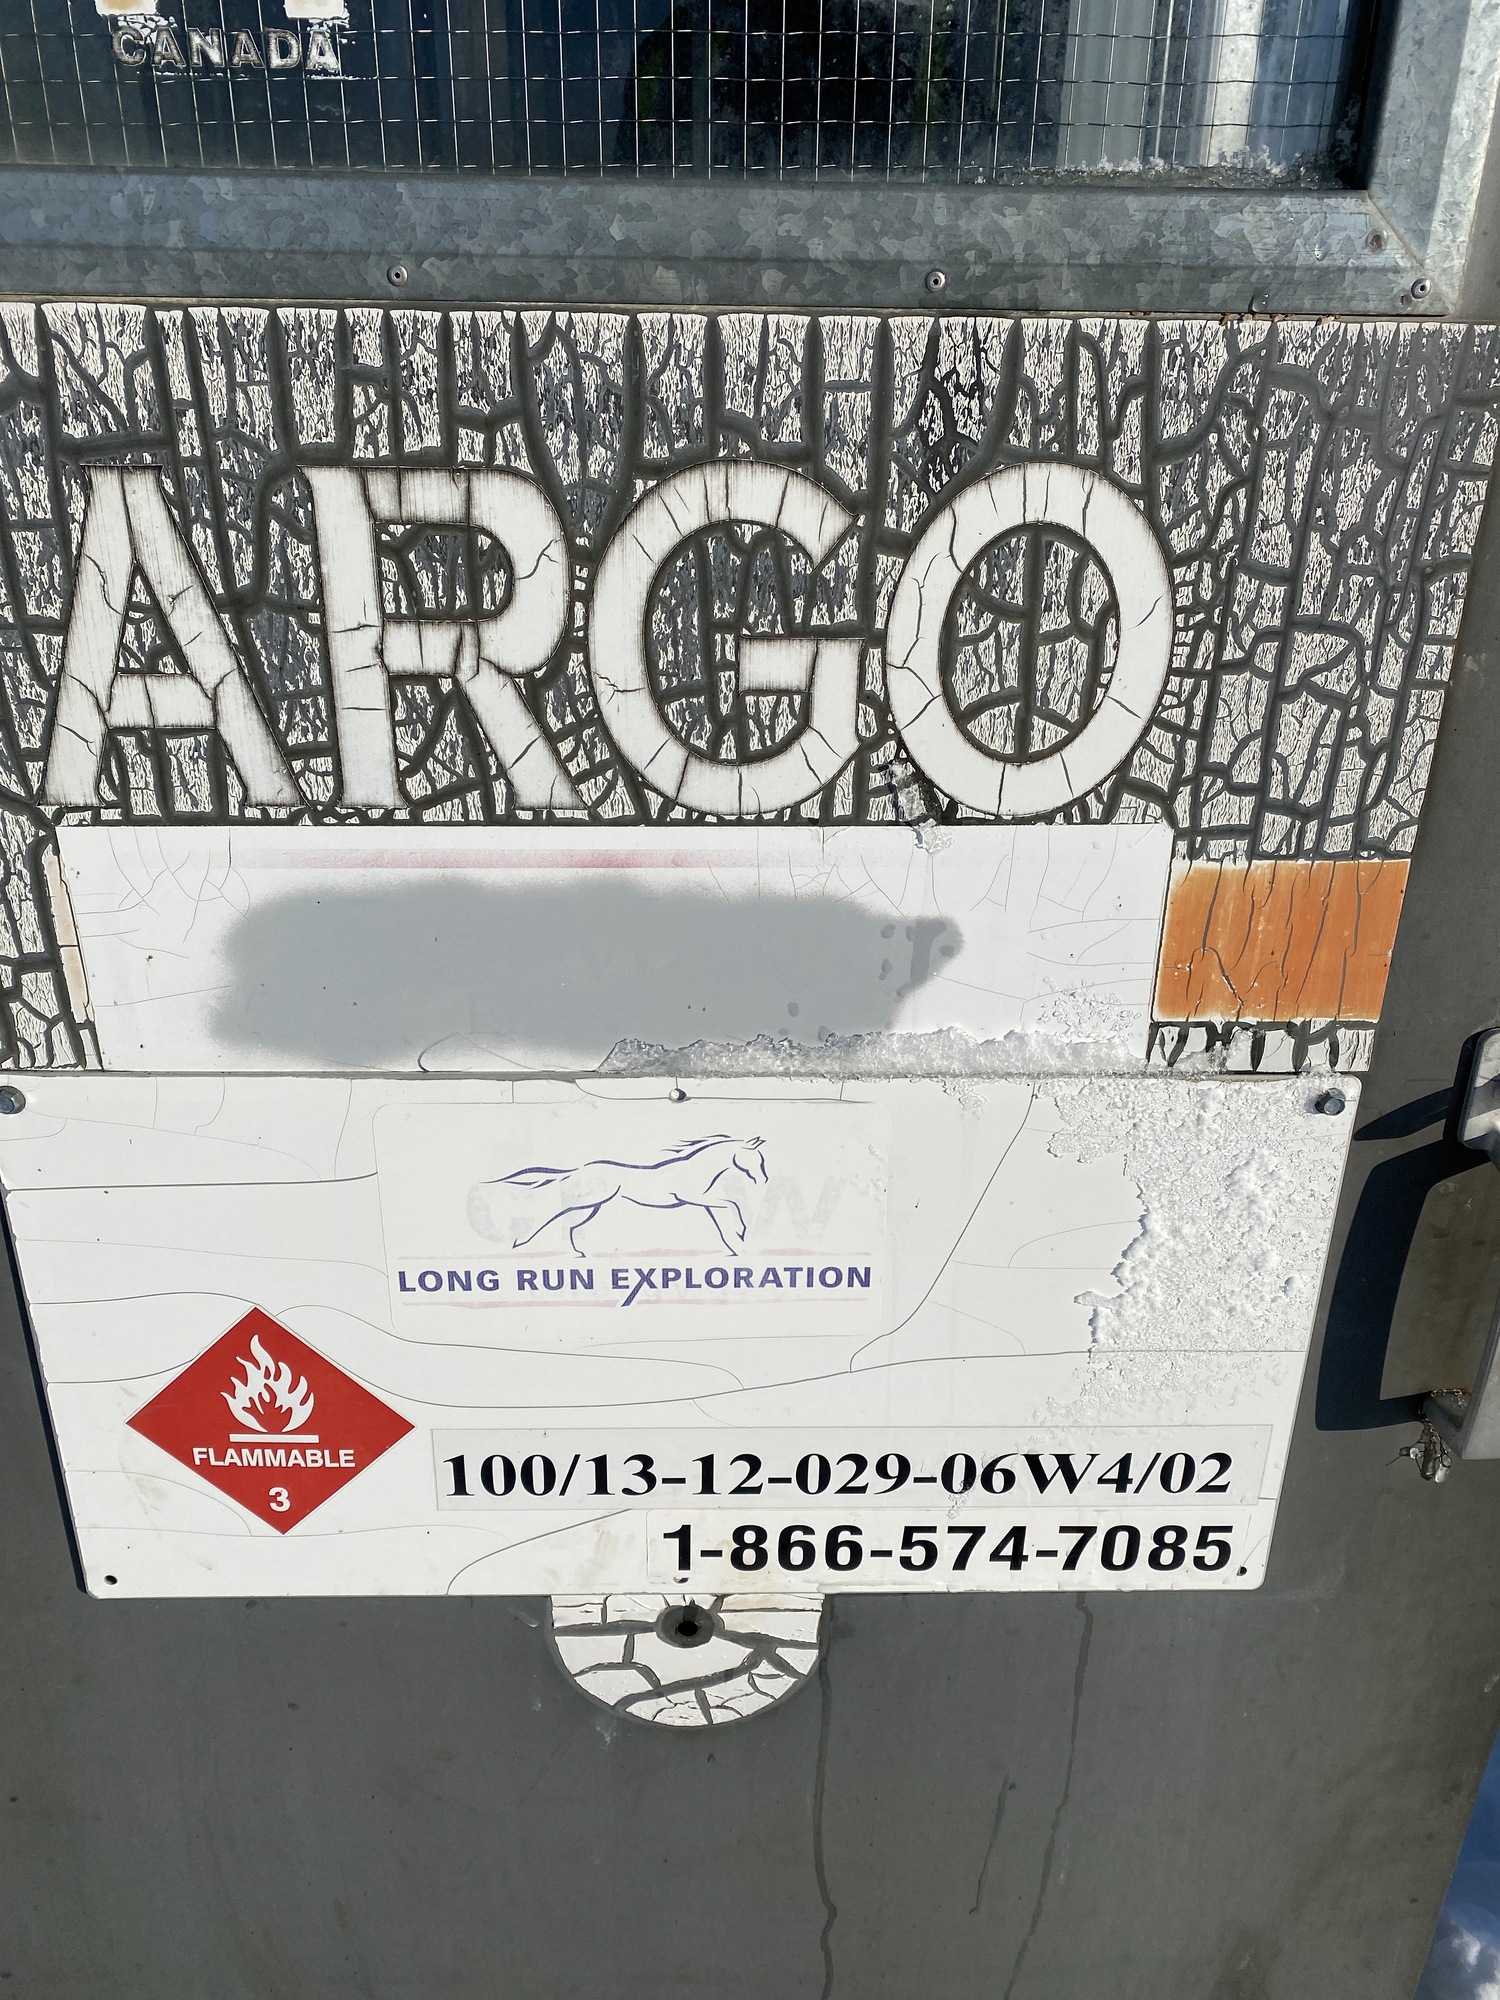 CANADA
ARGO
LONG RUN EXPLORATION
FLAMMABLE
3
100/13-12-029-06W4/02
1-866-574-7085